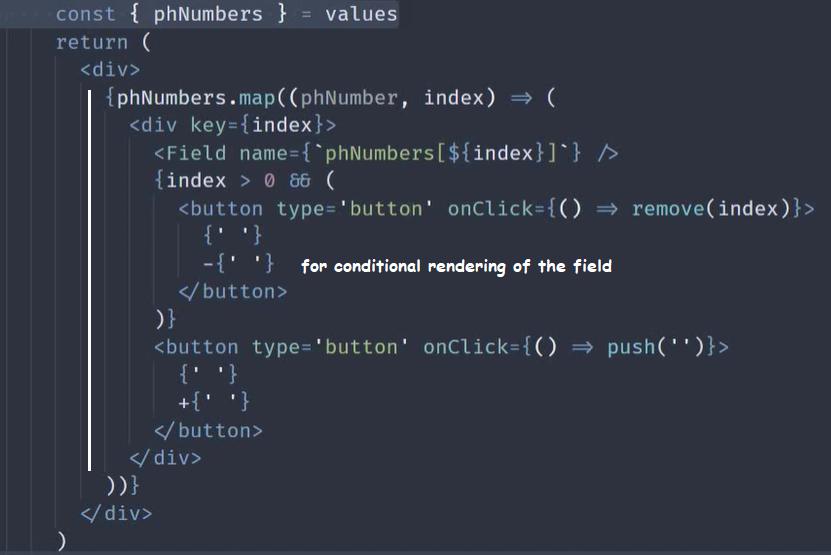 const { phNumbers } = values
return (
<div>
{phNumbers.map((phNumber, index) => (
<div key={index}>
<Field name={`phNumbers[${index}]`} />
{index > 0 && (
<button type='button' onClick={() => remove(index)}>
{' '}
-{' '} for conditional rendering of the field
</button>
)}
<button type='button' onClick={() => push('')}>
{' '}
+{' '}
</button>
</div>
))}
</div>
)